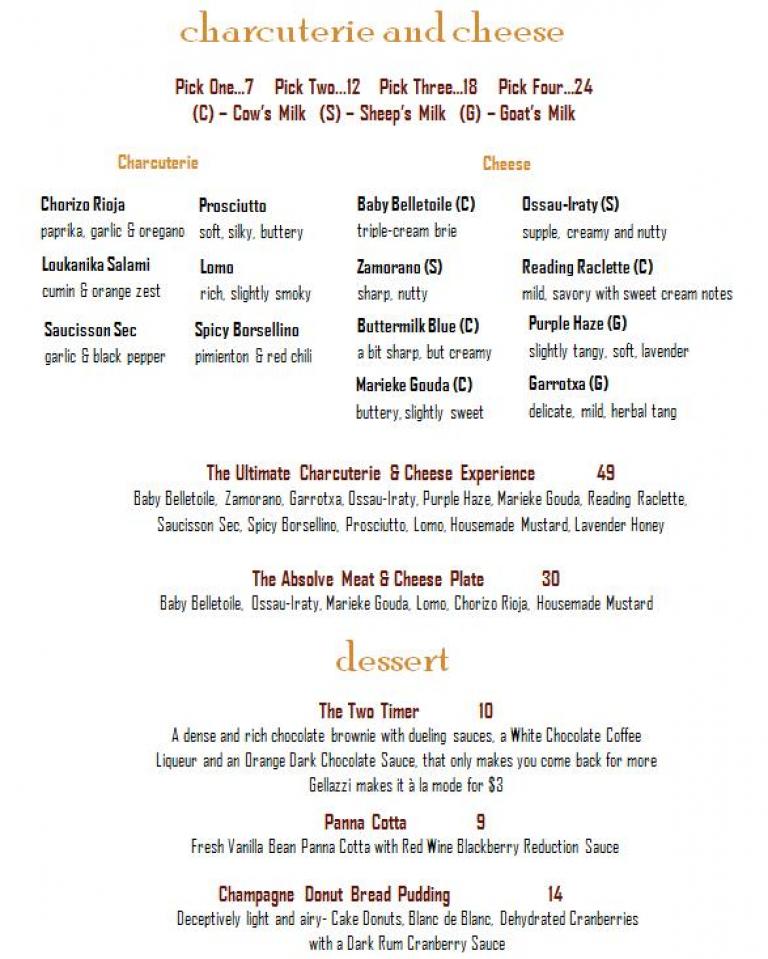 charcuterie and cheese
Pick One...7 Pick Two...12 Pick Three...18 Pick Four...24
(C) – Cow's Milk (S) – Sheep's Milk (G) – Goat's Milk
Charcuterie
Chorizo Rioja
paprika, garlic & oregano
Loukanika Salami
cumin & orange zest
Saucisson Sec
garlic & black pepper
Prosciutto
soft, silky, buttery
Lomo
rich, slightly smoky
Spicy Borsellino
pimienton & red chili
Cheese
Baby Belletoile (C)
triple-cream brie
Zamorano (S)
sharp, nutty
Buttermilk Blue (C)
a bit sharp, but creamy
Marieke Gouda (C)
buttery, slightly sweet
Ossau-Iraty (S)
supple, creamy and nutty
Reading Raclette (C)
mild, savory with sweet cream notes
Purple Haze (G)
slightly tangy, soft, lavender
Garrotxa (G)
delicate, mild, herbal tang
The Ultimate Charcuterie & Cheese Experience 49
Baby Belletoile, Zamorano, Garrotxa, Ossau-Iraty, Purple Haze, Marieke Gouda, Reading Raclette,
Saucisson Sec, Spicy Borsellino, Prosciutto, Lomo, Housemade Mustard, Lavender Honey
The Absolve Meat & Cheese Plate 30
Baby Belletoile, Ossau-Iraty, Marieke Gouda, Lomo, Chorizo Rioja, Housemade Mustard
dessert
The Two Timer 10
A dense and rich chocolate brownie with dueling sauces, a White Chocolate Coffee
Liqueur and an Orange Dark Chocolate Sauce, that only makes you come back for more
Gellazzi makes it à la mode for $3
Panna Cotta 9
Fresh Vanilla Bean Panna Cotta with Red Wine Blackberry Reduction Sauce
Champagne Donut Bread Pudding 14
Deceptively light and airy- Cake Donuts, Blanc de Blanc, Dehydrated Cranberries
with a Dark Rum Cranberry Sauce